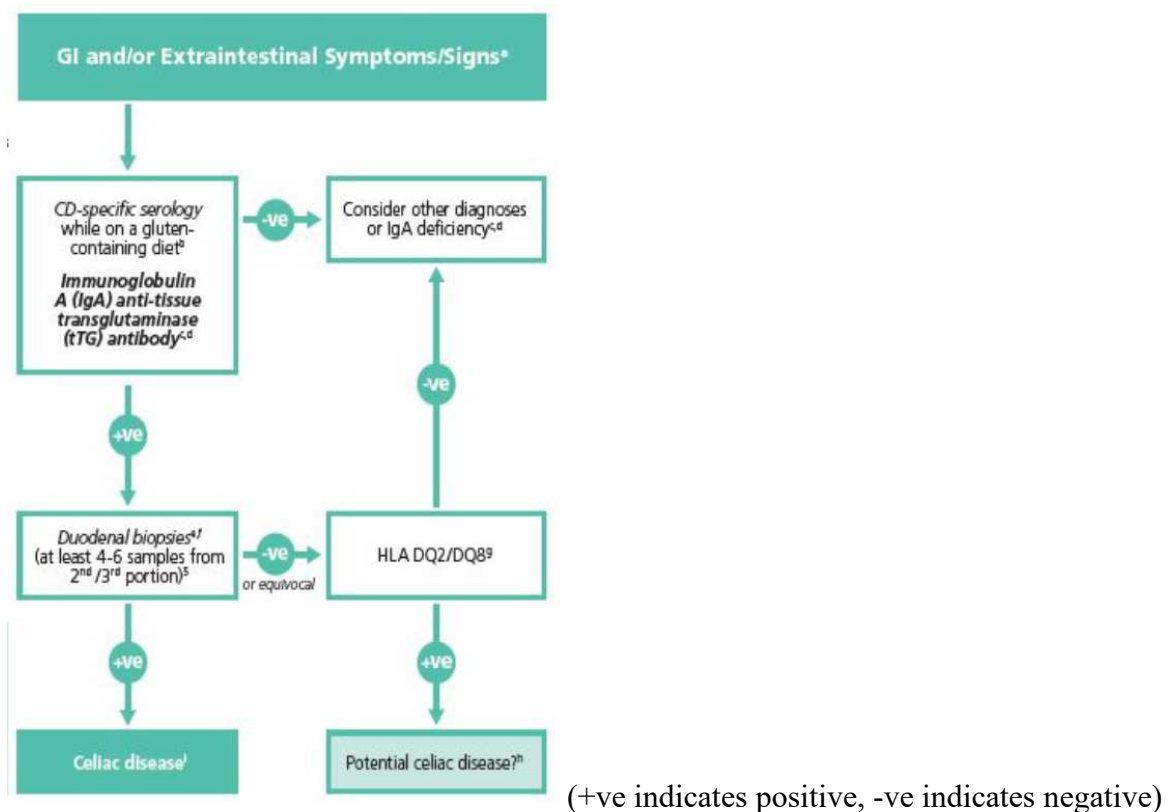 GI and/or Extraintestinal Symptoms/Signsᵃ
CD-specific serology
while on a gluten-
containing dietᵇ
Immunoglobulin
A (IgA) anti-tissue
transglutaminase
(tTG) antibodyᶜ,ᵈ
-ve
Consider other diagnoses
or IgA deficiencyᶜ,ᵈ
+ve
-ve
Duodenal biopsiesᵉ,ᶠ
(at least 4-6 samples from
2nd /3rd portion)⁵
-ve
or equivocal
HLA DQ2/DQ8ᵍ
+ve
+ve
Celiac diseaseⁱ
Potential celiac disease?ʰ
(+ve indicates positive, -ve indicates negative)